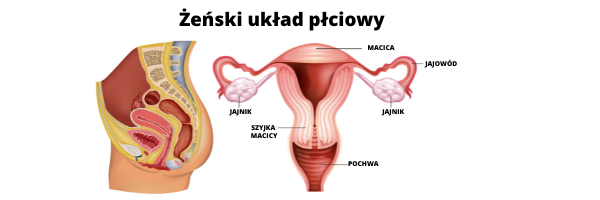 Żeński układ płciowy
MACICA
JAJOWÓD
JAJNIK
JAJNIK
SZYJKA
MACICY
POCHWA